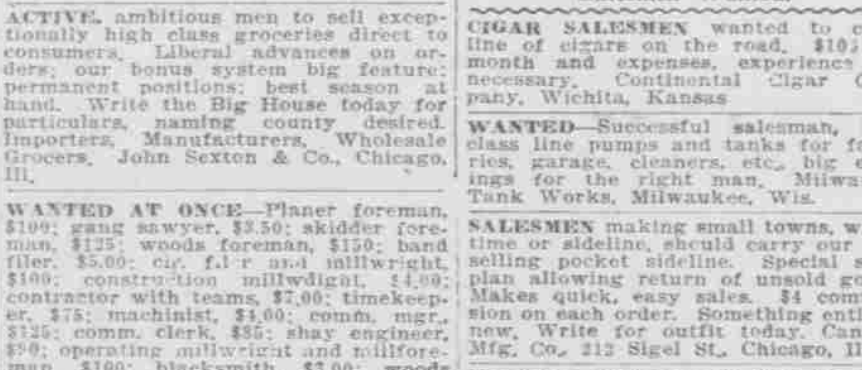 ACTIVE, ambitious men to sell excep-
tionally high class groceries direct to
consumers. Liberal advances on or-
ders; our bonus system big feature;
permanent positions; best season at
hand. Write the Big House today for
particulars, naming county desired.
Importers, Manufacturers, Wholesale
Grocers, John Sexton & Co., Chicago,
Ill.
WANTED AT ONCE—Planer foreman,
$100; gang sawyer, $3.50; skidder fore-
man, $125; woods foreman, $150; band
filer, $5.00; cir. filer and millwright,
$100; construction millwdight, $4.00;
contractor with teams, $7.00; timekeep-
er, $75; machinist, $4.00; comm. mgr.,
$125; comm. clerk, $85; shay engineer,
$90; operating millwright and millfore-
man $100; blacksmith $3.00; woods
CIGAR SALESMEN wanted to
line of cigars on the road. $10
month and expenses, experience
necessary. Continental Cigar
pany, Wichita, Kansas
WANTED—Successful salesman,
class line pumps and tanks for
ries, garage, cleaners, etc., big
ings for the right man. Milwa
Tank Works, Milwaukee, Wis.
SALESMEN making small towns, w
time or sideline, should carry our
selling pocket sideline. Special
plan allowing return of unsold go
Makes quick, easy sales. $4 com
sion on each order. Something enti
new. Write for outfit today. Can
Mfg. Co., 212 Sigel St., Chicago, Il